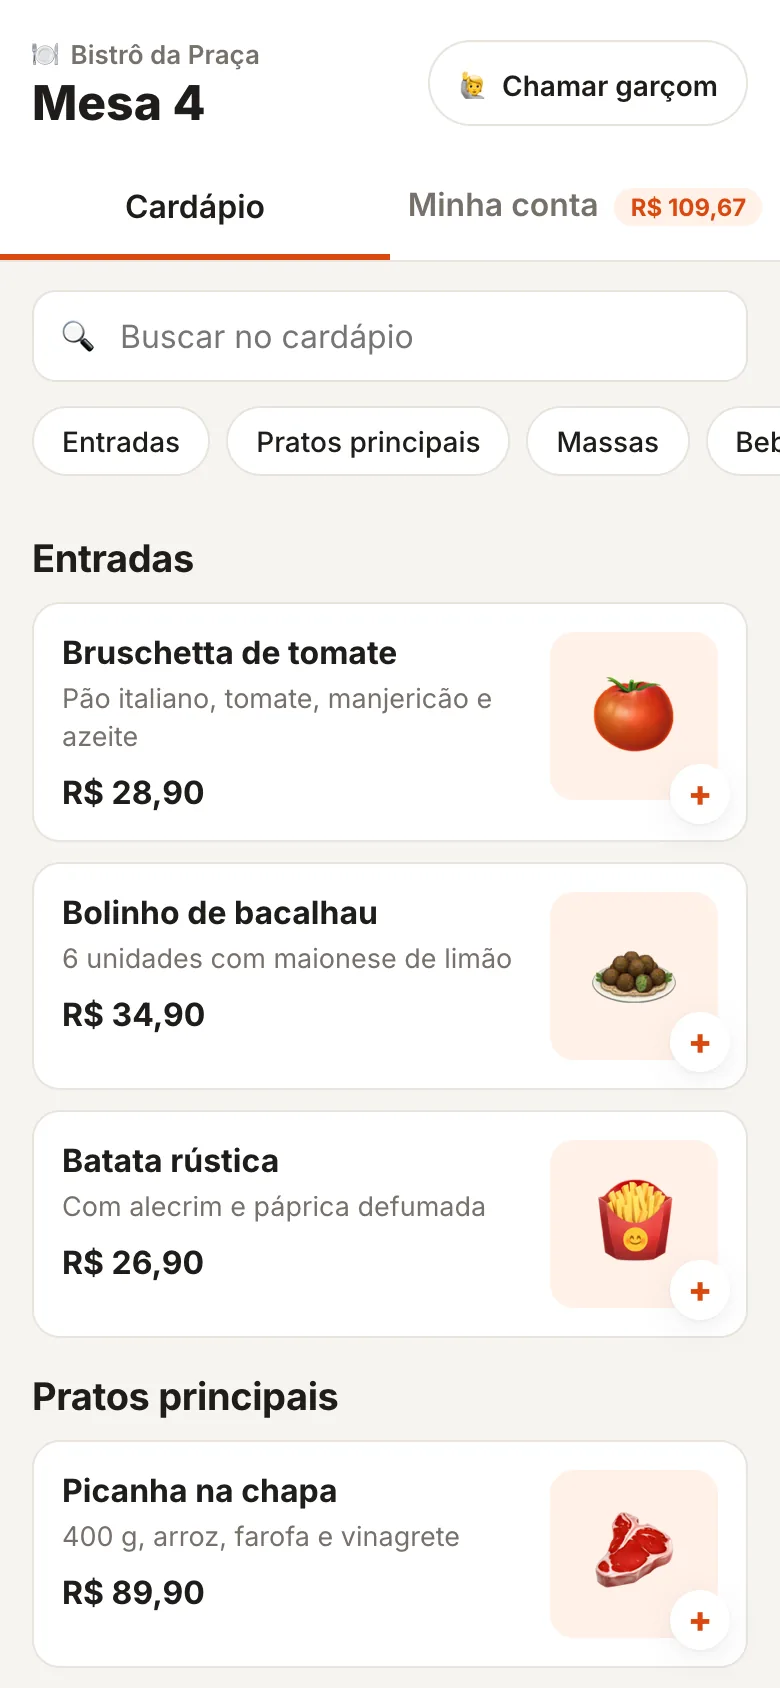 Bistrô da Praça
Mesa 4
Chamar garçom
Cardápio
Minha conta
R$ 109,67
Buscar no cardápio
Entradas
Pratos principais
Massas
Beb
Entradas
Bruschetta de tomate
Pão italiano, tomate, manjericão e
azeite
R$ 28,90
+
Bolinho de bacalhau
6 unidades com maionese de limão
R$ 34,90
+
Batata rústica
Com alecrim e páprica defumada
R$ 26,90
+
Pratos principais
Picanha na chapa
400 g, arroz, farofa e vinagrete
R$ 89,90
+